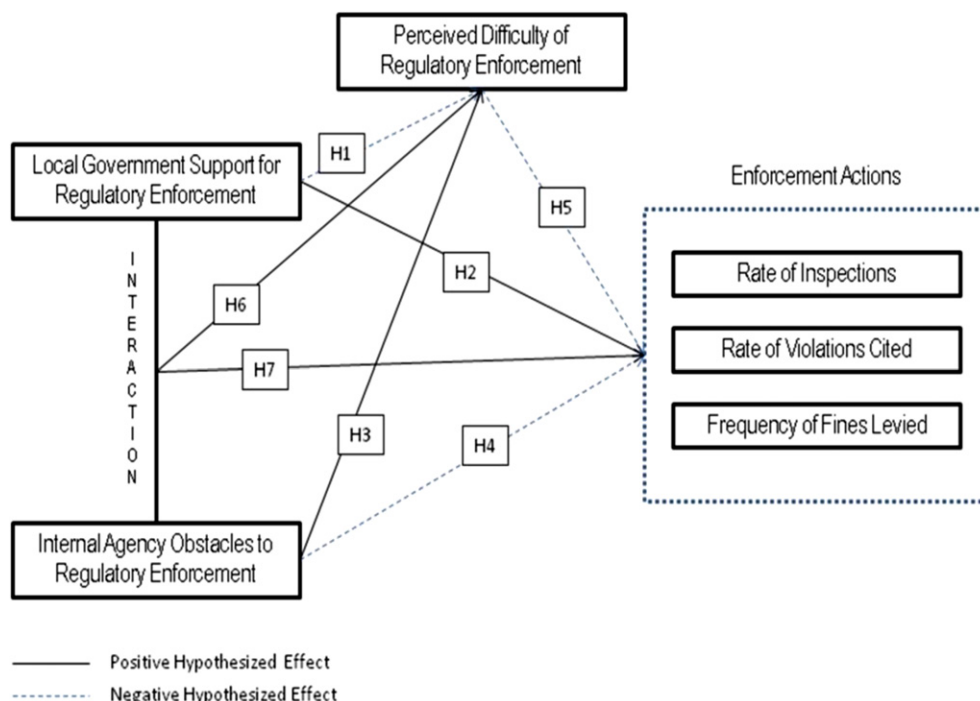 Perceived Difficulty of
Regulatory Enforcement
H1
Local Government Support for
Regulatory Enforcement
H5
Enforcement Actions
INTERACTION
H2
Rate of Inspections
H6
Rate of Violations Cited
H7
Frequency of Fines Levied
H3
H4
Internal Agency Obstacles to
Regulatory Enforcement
Positive Hypothesized Effect
Negative Hypothesized Effect